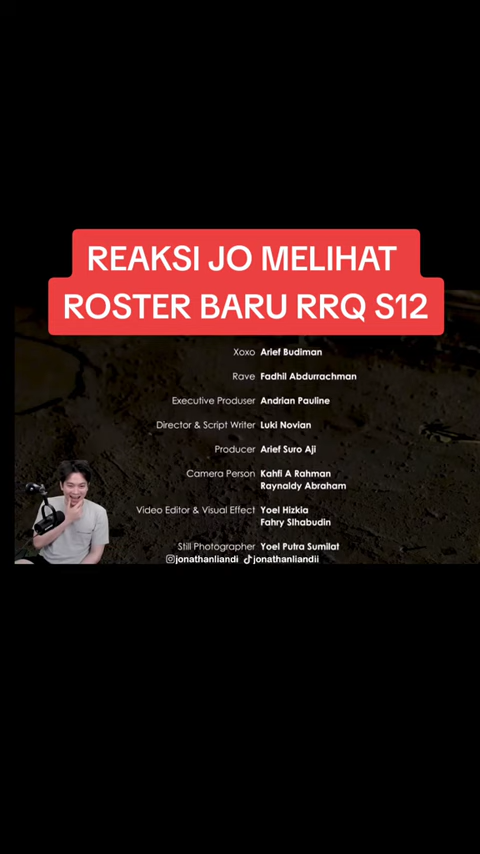 REAKSI JO MELIHAT
ROSTER BARU RRQ S12
Xoxo Arief Budiman
Rave Fadhil Abdurrachman
Executive Produser Andrian Pauline
Director & Script Writer Luki Novian
Producer Arief Suro Aji
Camera Person Kahfi A Rahman
Raynaldy Abraham
Video Editor & Visual Effect Yoel Hizkia
Fahry SIhabudin
Still Photographer Yoel Putra Sumilat
jonathanliandi jonathanliandii